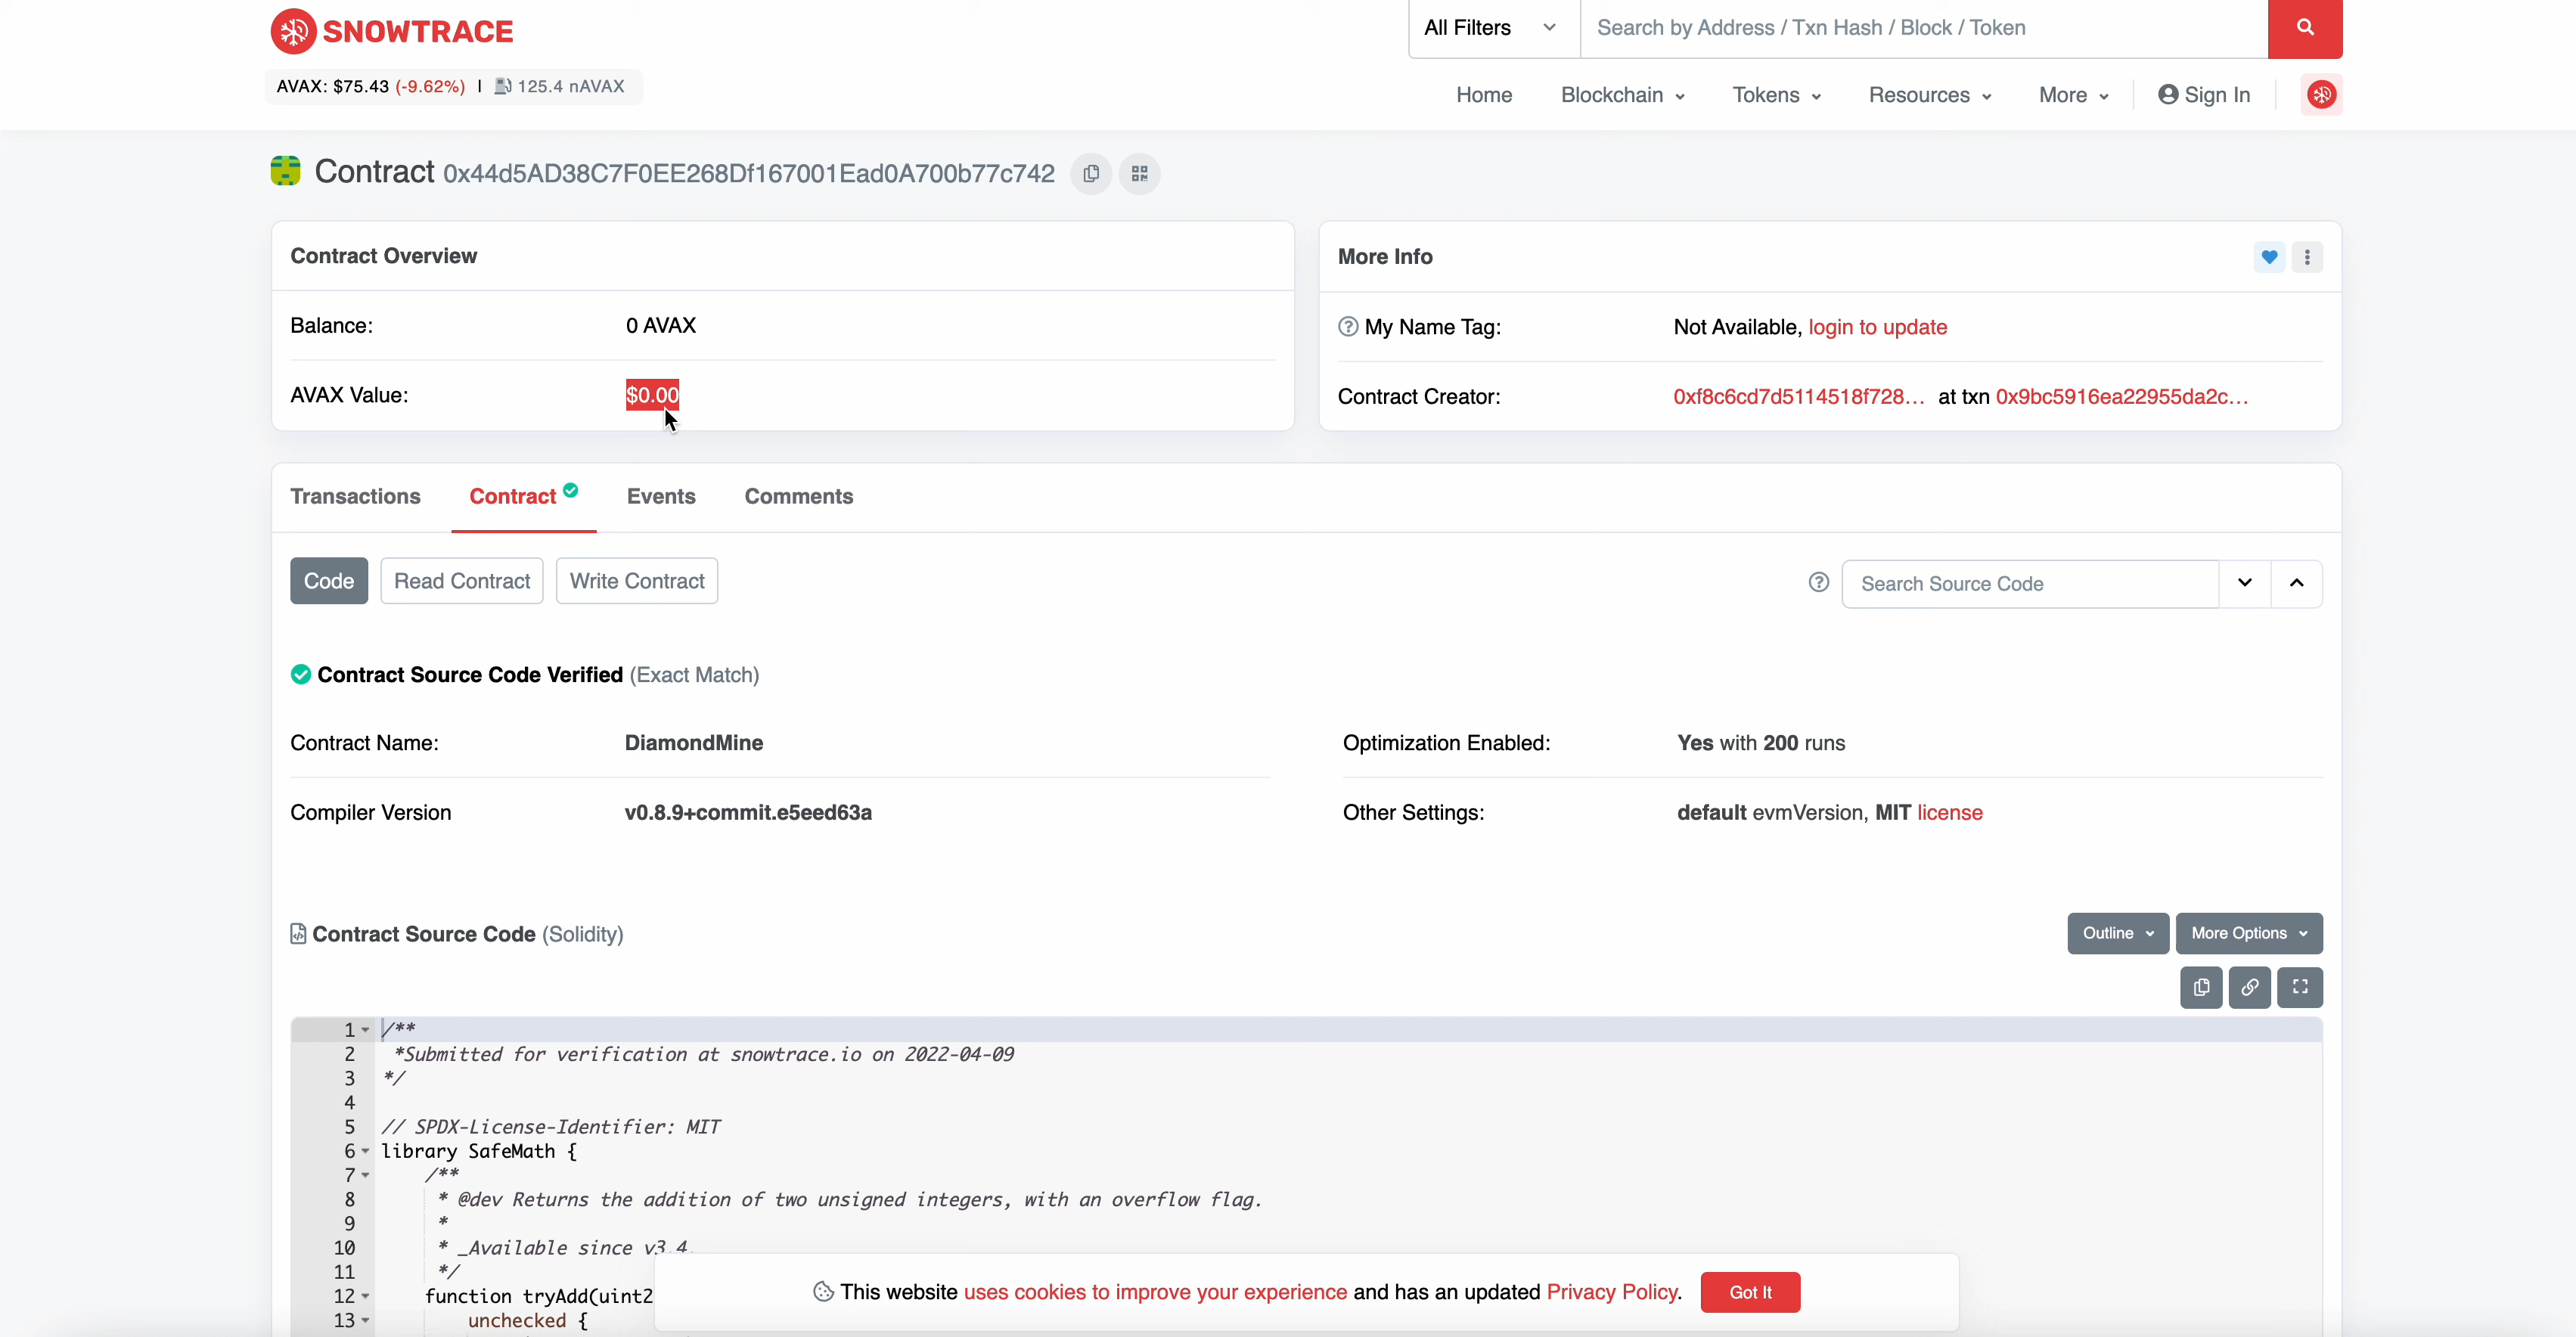 SNOWTRACE
All Filters
Search by Address / Txn Hash / Block / Token
AVAX: $75.43 (-9.62%) | 125.4 nAVAX
Home Blockchain Tokens Resources More Sign In
Contract 0x44d5AD38C7F0EE268Df167001Ead0A700b77c742
Contract Overview
Balance: 0 AVAX
AVAX Value: $0.00
More Info
My Name Tag: Not Available, login to update
Contract Creator: 0xf8c6cd7d5114518f728... at txn 0x9bc5916ea22955da2c...
Transactions Contract Events Comments
Code Read Contract Write Contract
Search Source Code
Contract Source Code Verified (Exact Match)
Contract Name: DiamondMine
Optimization Enabled: Yes with 200 runs
Compiler Version v0.8.9+commit.e5eed63a
Other Settings: default evmVersion, MIT license
Contract Source Code (Solidity)
Outline More Options
1 /**
2 *Submitted for verification at snowtrace.io on 2022-04-09
3 */
4
5 // SPDX-License-Identifier: MIT
6 library SafeMath {
7 /**
8 * @dev Returns the addition of two unsigned integers, with an overflow flag.
9 *
10 * _Available since v3.4.
11 */
12 function tryAdd(uint2
13 unchecked {
This website uses cookies to improve your experience and has an updated Privacy Policy. Got It